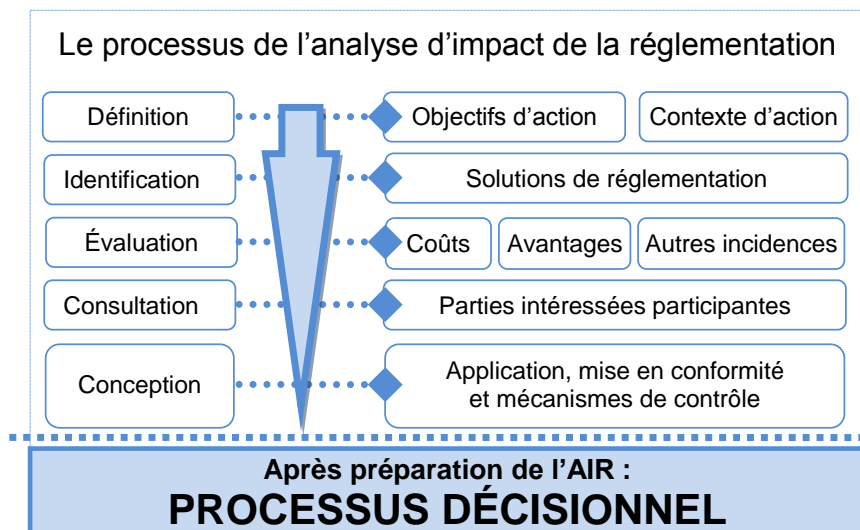 Le processus de l’analyse d’impact de la réglementation
Définition
Objectifs d’action
Contexte d’action
Identification
Solutions de réglementation
Évaluation
Coûts
Avantages
Autres incidences
Consultation
Parties intéressées participantes
Conception
Application, mise en conformité
et mécanismes de contrôle
Après préparation de l’AIR :
PROCESSUS DÉCISIONNEL